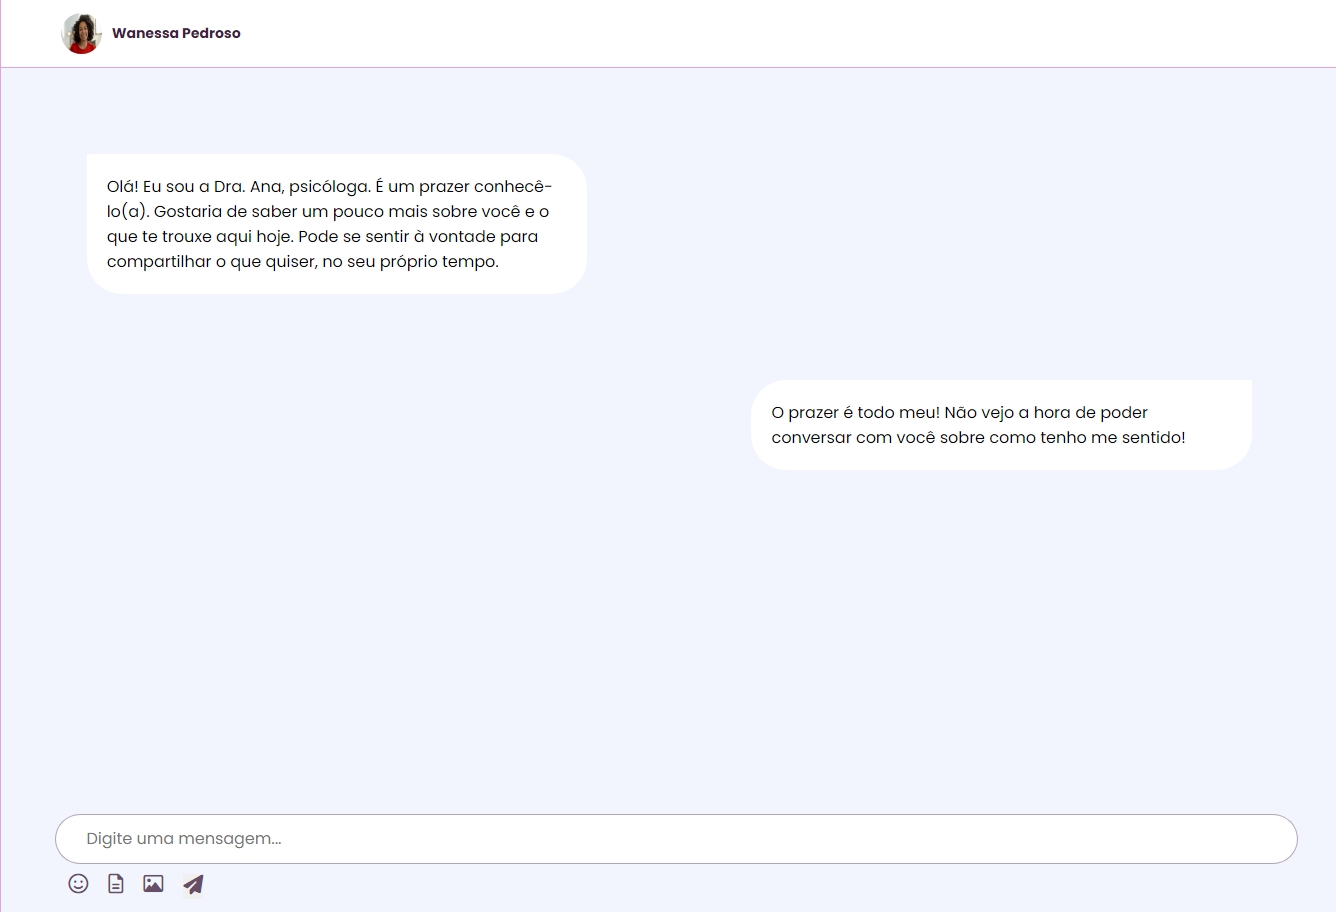 Wanessa Pedroso
Olá! Eu sou a Dra. Ana, psicóloga. É um prazer conhecê-
lo(a). Gostaria de saber um pouco mais sobre você e o
que te trouxe aqui hoje. Pode se sentir à vontade para
compartilhar o que quiser, no seu próprio tempo.
O prazer é todo meu! Não vejo a hora de poder
conversar com você sobre como tenho me sentido!
Digite uma mensagem...